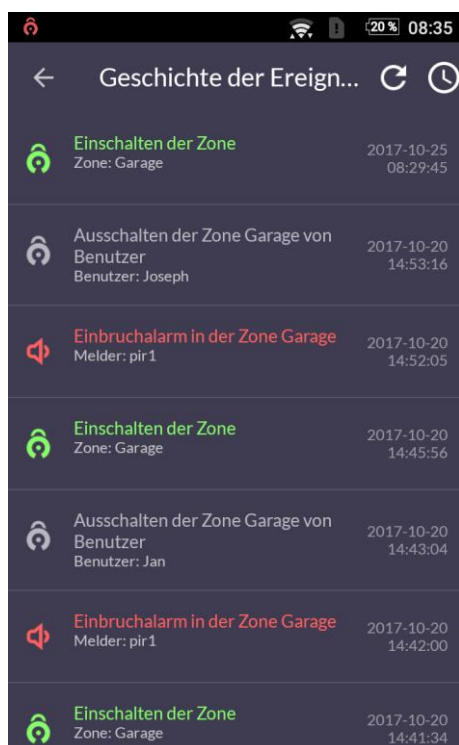 20 % 08:35
Geschichte der Ereign...
Einschalten der Zone
Zone: Garage
2017-10-25
08:29:45
Ausschalten der Zone Garage von
Benutzer
Benutzer: Joseph
2017-10-20
14:53:16
Einbruchalarm in der Zone Garage
Melder: pir1
2017-10-20
14:52:05
Einschalten der Zone
Zone: Garage
2017-10-20
14:45:56
Ausschalten der Zone Garage von
Benutzer
Benutzer: Jan
2017-10-20
14:43:04
Einbruchalarm in der Zone Garage
Melder: pir1
2017-10-20
14:42:00
Einschalten der Zone
Zone: Garage
2017-10-20
14:41:34